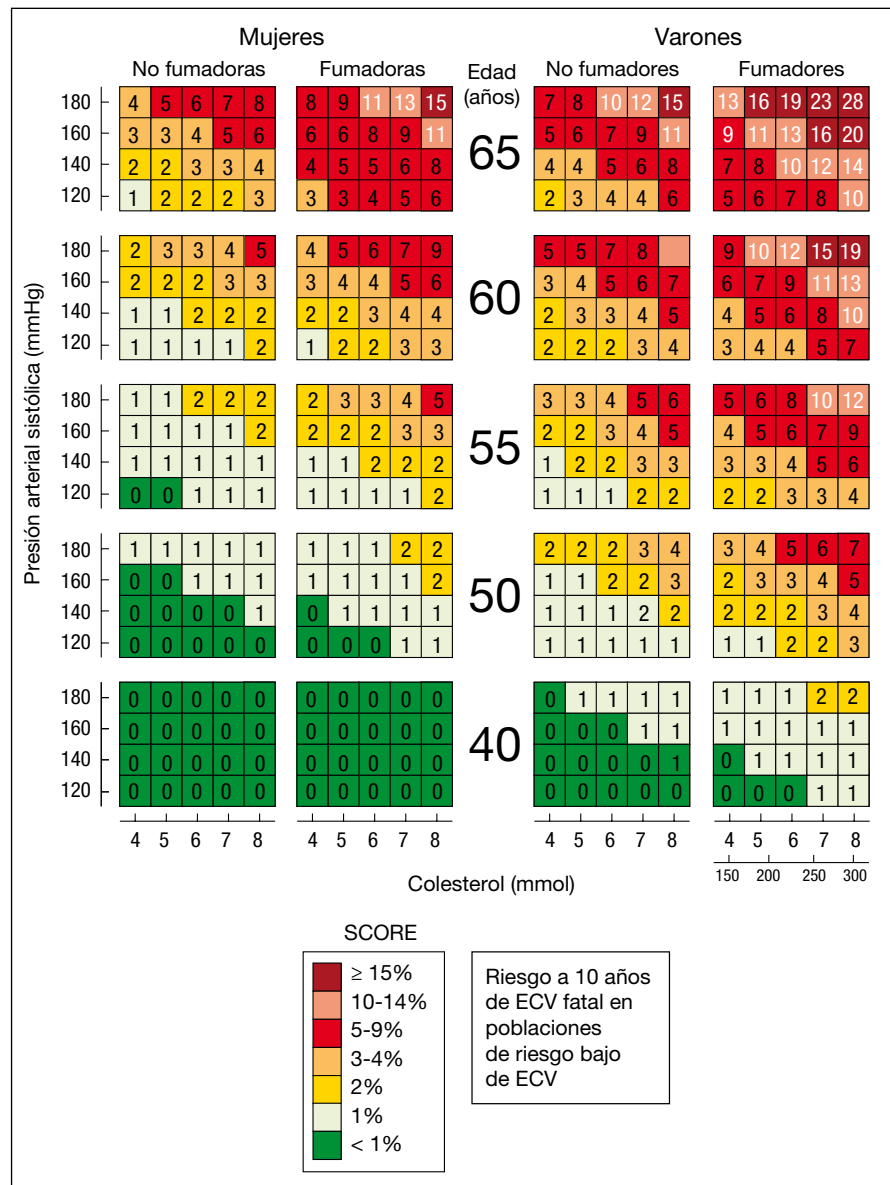 Mujeres Varones
No fumadoras Fumadoras Edad (años) No fumadores Fumadores
Presión arterial sistólica (mmHg)
65
180 4 5 6 7 8 8 9 11 13 15 7 8 10 12 15 13 16 19 23 28
160 3 3 4 5 6 6 6 8 9 11 5 6 7 9 11 9 11 13 16 20
140 2 2 3 3 4 4 5 5 6 8 4 4 5 6 8 7 8 10 12 14
120 1 2 2 2 3 3 3 4 5 6 2 3 4 4 6 5 6 7 8 10
60
180 2 3 3 4 5 4 5 6 7 9 5 5 7 8 9 10 12 15 19
160 2 2 2 3 3 3 4 4 5 6 3 4 5 6 7 6 7 9 11 13
140 1 1 2 2 2 2 2 3 4 4 2 3 3 4 5 4 5 6 8 10
120 1 1 1 1 2 1 2 2 3 3 2 2 2 3 4 3 4 4 5 7
55
180 1 1 2 2 2 2 3 3 4 5 3 3 4 5 6 5 6 8 10 12
160 1 1 1 1 2 2 2 2 3 3 2 2 3 4 5 4 5 6 7 9
140 1 1 1 1 1 1 1 2 2 2 1 2 2 3 3 3 3 4 5 6
120 0 0 1 1 1 1 1 1 1 2 1 1 1 2 2 2 2 3 3 4
50
180 1 1 1 1 1 1 1 1 2 2 2 2 2 3 4 3 4 5 6 7
160 0 0 1 1 1 1 1 1 1 2 1 1 2 2 3 2 3 3 4 5
140 0 0 0 0 1 0 1 1 1 1 1 1 1 2 2 2 2 2 3 4
120 0 0 0 0 0 0 0 0 1 1 1 1 1 1 1 1 1 2 2 3
40
180 0 0 0 0 0 0 0 0 0 0 0 1 1 1 1 1 1 1 2 2
160 0 0 0 0 0 0 0 0 0 0 0 0 0 1 1 1 1 1 1 1
140 0 0 0 0 0 0 0 0 0 0 0 0 0 0 1 0 1 1 1 1
120 0 0 0 0 0 0 0 0 0 0 0 0 0 0 0 0 0 0 1 1
4 5 6 7 8 4 5 6 7 8 4 5 6 7 8 4 5 6 7 8
150 200 250 300
Colesterol (mmol)
SCORE
≥ 15%
10-14%
5-9%
3-4%
2%
1%
< 1%
Riesgo a 10 años
de ECV fatal en
poblaciones
de riesgo bajo
de ECV